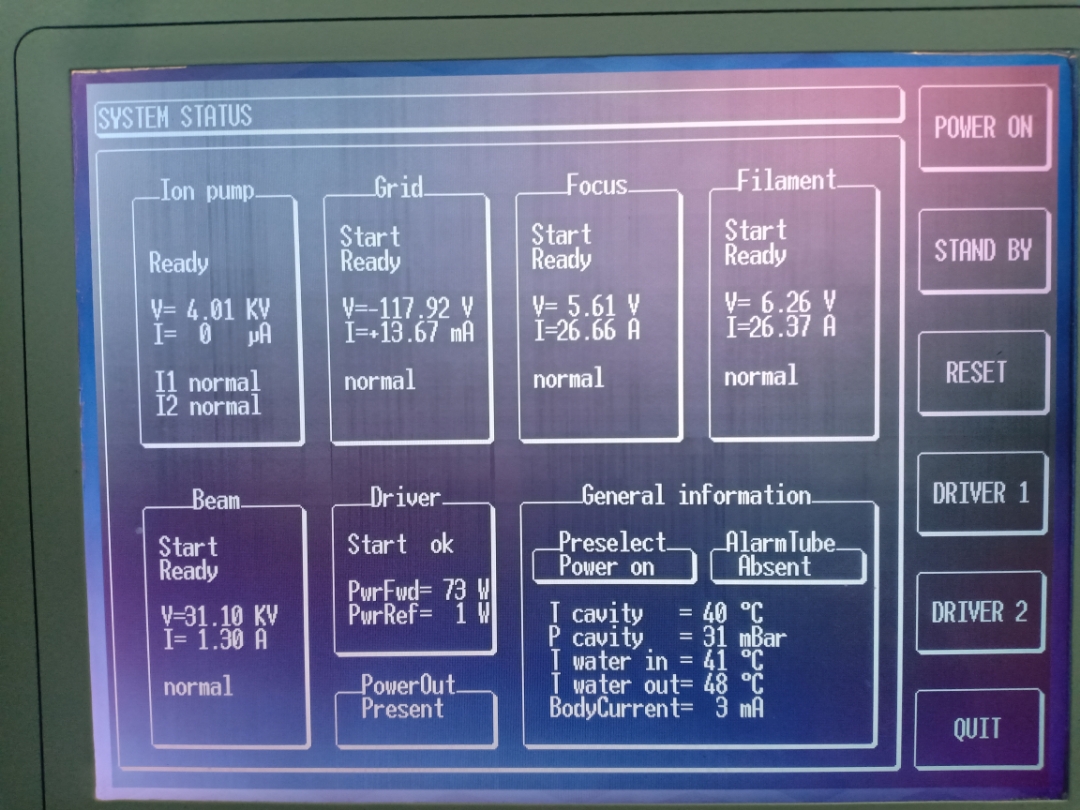 SYSTEM STATUS
Ion pump
Ready
V= 4.01 KV
I= 0 µA
I1 normal
I2 normal
Grid
Start
Ready
V=-117.92 V
I=+13.67 mA
normal
Focus
Start
Ready
V= 5.61 V
I=26.66 A
normal
Filament
Start
Ready
V= 6.26 V
I=26.37 A
normal
Beam
Start
Ready
V=31.10 KV
I= 1.30 A
normal
Driver
Start ok
PwrFwd= 73 W
PwrRef= 1 W
PowerOut
Present
General information
Preselect
Power on
AlarmTube
Absent
T cavity = 40 °C
P cavity = 31 mBar
T water in = 41 °C
T water out= 48 °C
BodyCurrent= 3 mA
POWER ON
STAND BY
RESET
DRIVER 1
DRIVER 2
QUIT